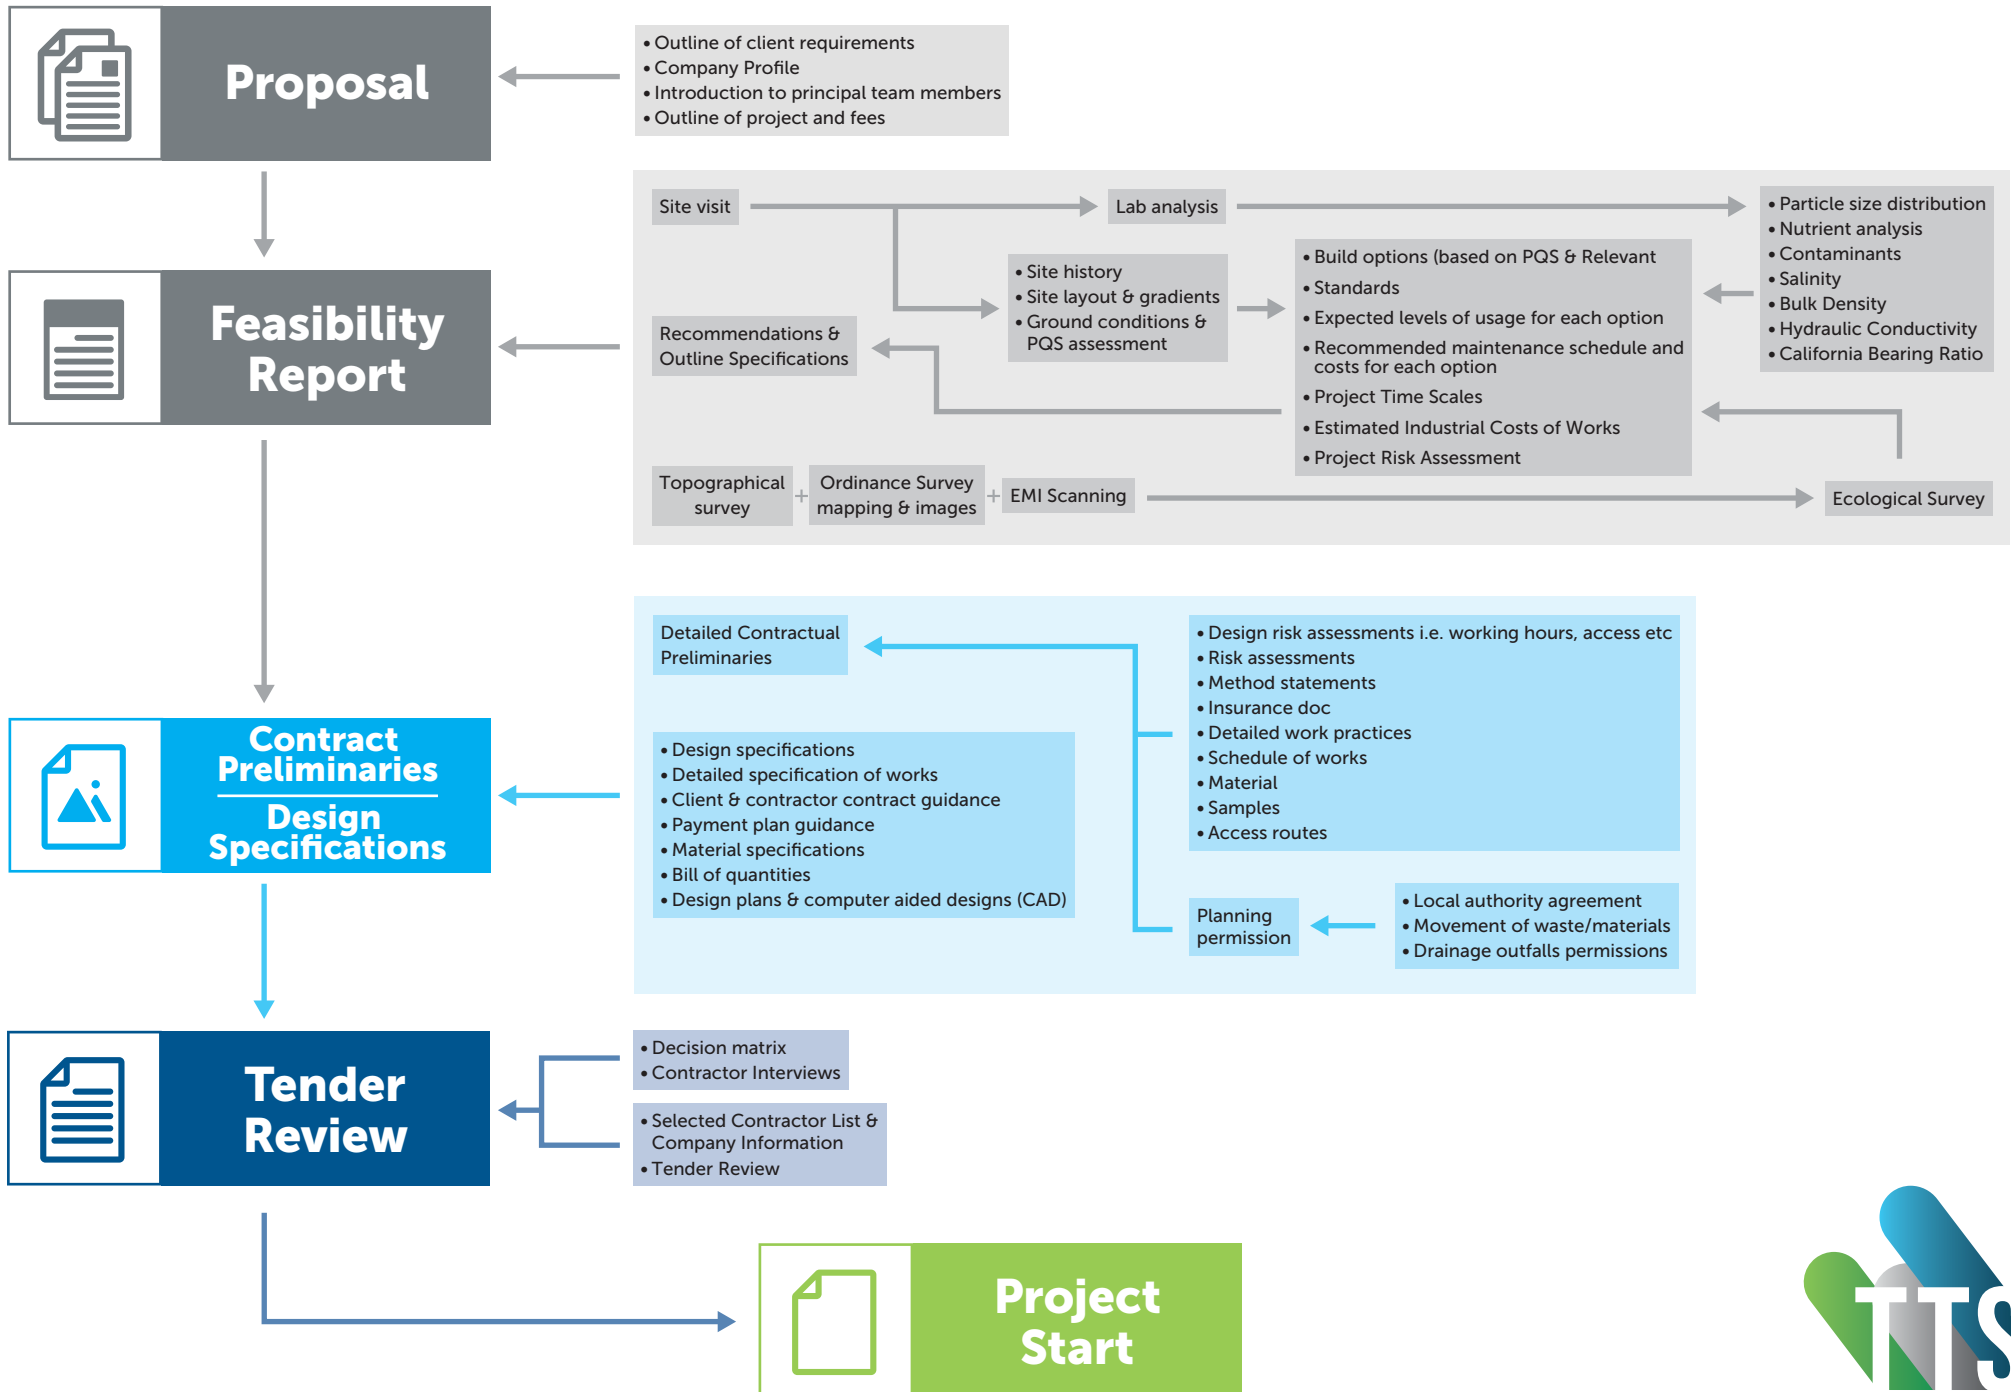 Proposal
• Outline of client requirements
• Company Profile
• Introduction to principal team members
• Outline of project and fees
Feasibility
Report
Site visit
Lab analysis
• Particle size distribution
• Nutrient analysis
• Contaminants
• Salinity
• Bulk Density
• Hydraulic Conductivity
• California Bearing Ratio
• Site history
• Site layout & gradients
• Ground conditions &
PQS assessment
• Build options (based on PQS & Relevant
• Standards
• Expected levels of usage for each option
• Recommended maintenance schedule and
costs for each option
• Project Time Scales
• Estimated Industrial Costs of Works
• Project Risk Assessment
Recommendations &
Outline Specifications
Topographical
survey
+
Ordinance Survey
mapping & images
+
EMI Scanning
Ecological Survey
Contract
Preliminaries
Design
Specifications
Detailed Contractual
Preliminaries
• Design specifications
• Detailed specification of works
• Client & contractor contract guidance
• Payment plan guidance
• Material specifications
• Bill of quantities
• Design plans & computer aided designs (CAD)
• Design risk assessments i.e. working hours, access etc
• Risk assessments
• Method statements
• Insurance doc
• Detailed work practices
• Schedule of works
• Material
• Samples
• Access routes
Planning
permission
• Local authority agreement
• Movement of waste/materials
• Drainage outfalls permissions
Tender
Review
• Decision matrix
• Contractor Interviews
• Selected Contractor List &
Company Information
• Tender Review
Project
Start
TTS